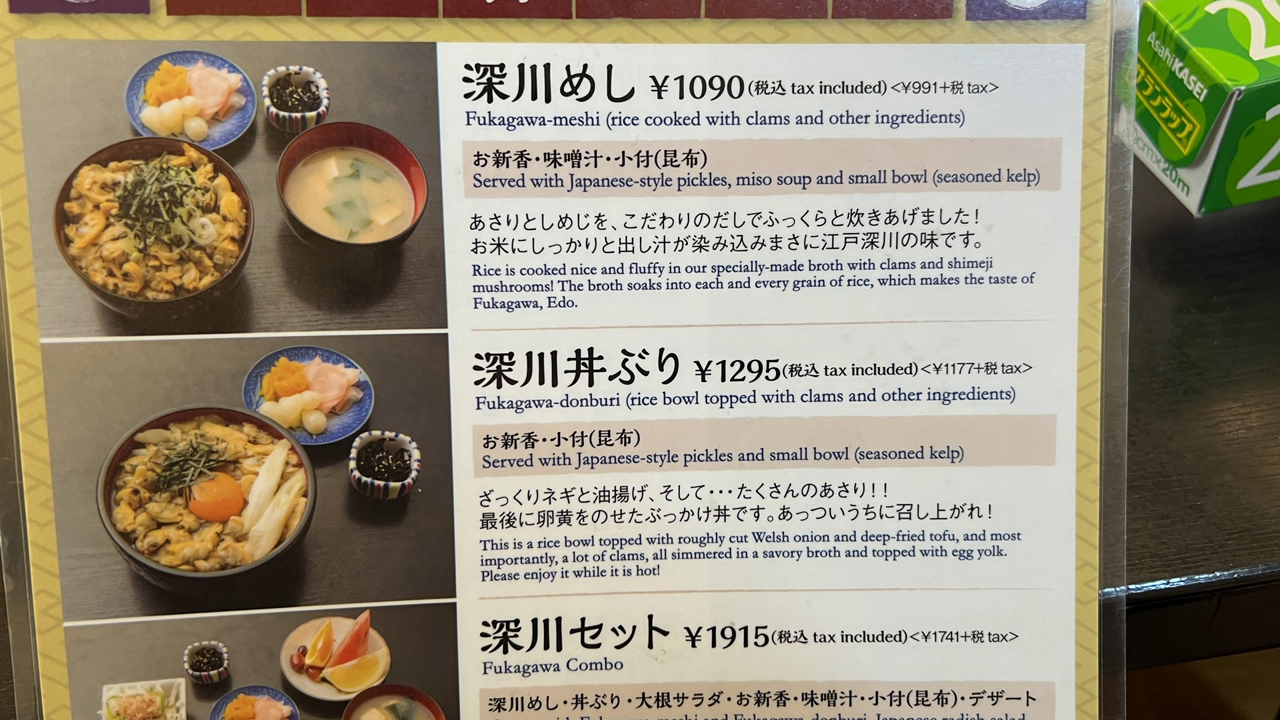 深川めし ¥1090(税込 tax included)<¥991+税 tax>
Fukagawa-meshi (rice cooked with clams and other ingredients)
お新香・味噌汁・小付(昆布)
Served with Japanese-style pickles, miso soup and small bowl (seasoned kelp)
あさりとしめじを、こだわりのだしでふっくらと炊きあげました!
お米にしっかりと出し汁が染み込みまさに江戸深川の味です。
Rice is cooked nice and fluffy in our specially-made broth with clams and shimeji
mushrooms! The broth soaks into each and every grain of rice, which makes the taste of
Fukagawa, Edo.
深川丼ぶり ¥1295(税込 tax included)<¥1177+税 tax>
Fukagawa-donburi (rice bowl topped with clams and other ingredients)
お新香・小付(昆布)
Served with Japanese-style pickles and small bowl (seasoned kelp)
ざっくりネギと油揚げ、そして・・・たくさんのあさり!!
最後に卵黄をのせたぶっかけ丼です。あっついうちに召し上がれ!
This is a rice bowl topped with roughly cut Welsh onion and deep-fried tofu, and most
importantly, a lot of clams, all simmered in a savory broth and topped with egg yolk.
Please enjoy it while it is hot!
深川セット ¥1915(税込 tax included)<¥1741+税 tax>
Fukagawa Combo
深川めし・丼ぶり・大根サラダ・お新香・味噌汁・小付(昆布)・デザート
AsahiKASEI
20m